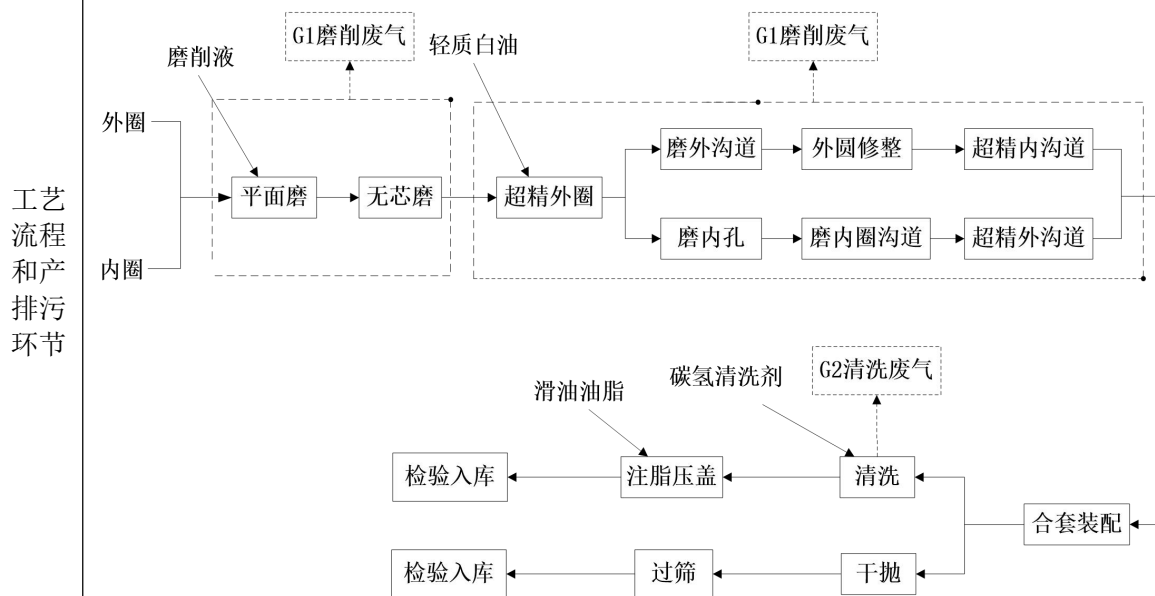 工艺
流程
和产
排污
环节
G1磨削废气
G1磨削废气
磨削液
轻质白油
外圈
内圈
平面磨
无芯磨
超精外圈
磨外沟道
外圆修整
超精内沟道
磨内孔
磨内圈沟道
超精外沟道
滑油油脂
碳氢清洗剂
G2清洗废气
检验入库
注脂压盖
清洗
合套装配
检验入库
过筛
干抛